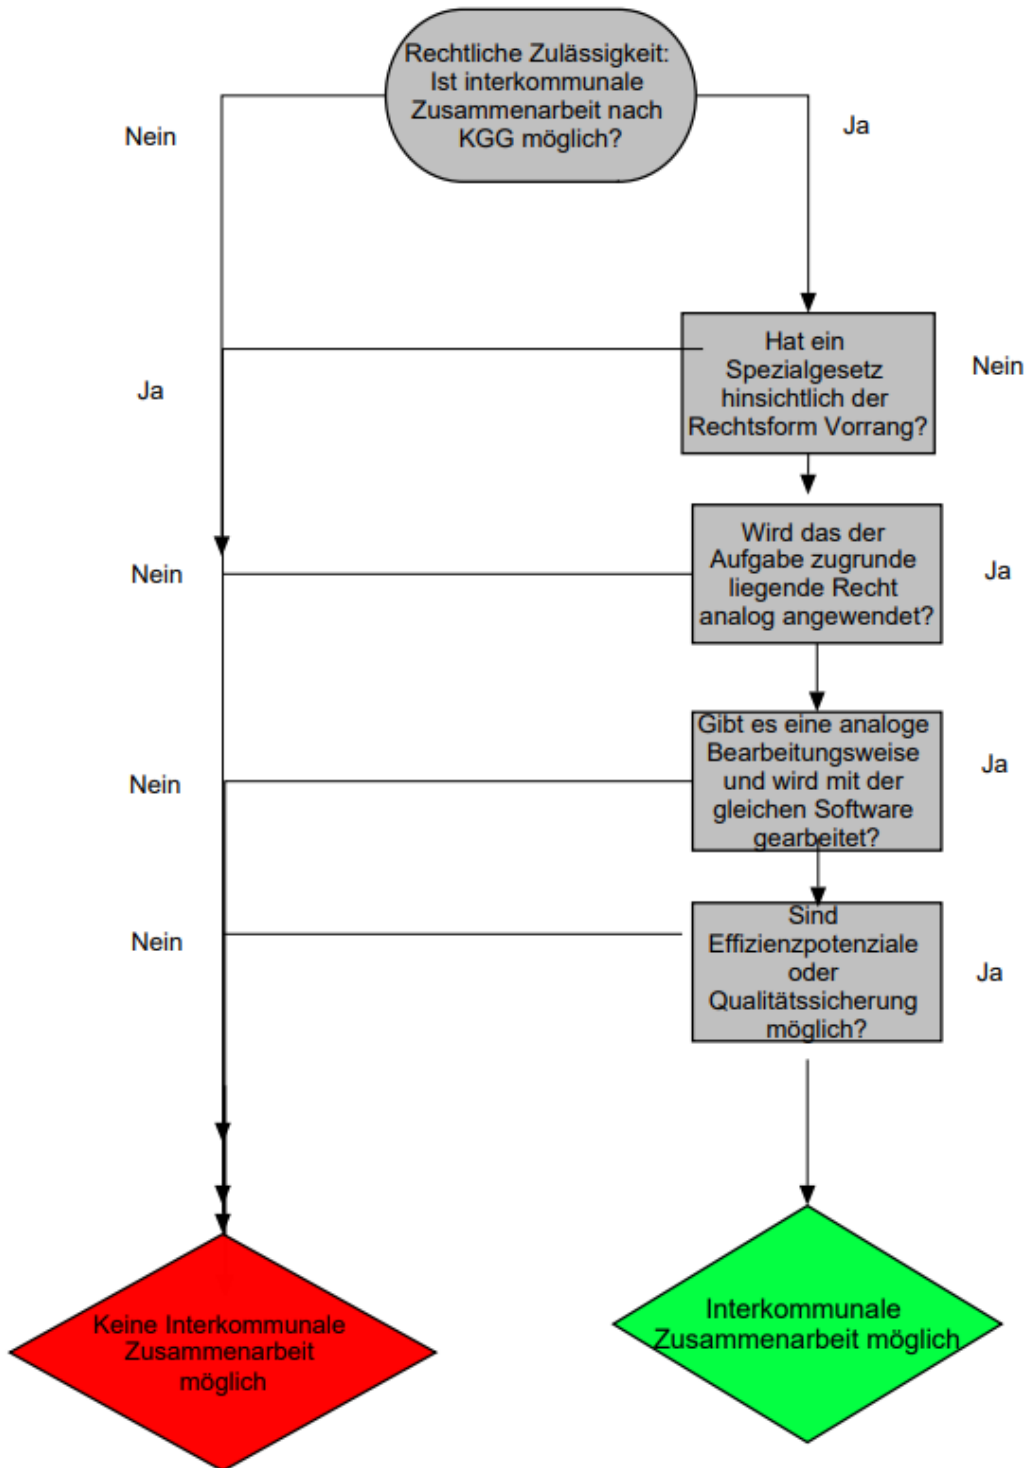 Rechtliche Zulässigkeit:
Ist interkommunale
Zusammenarbeit nach
KGG möglich?
Nein
Ja
Hat ein
Spezialgesetz
hinsichtlich der
Rechtsform Vorrang?
Ja
Nein
Wird das der
Aufgabe zugrunde
liegende Recht
analog angewendet?
Nein
Ja
Gibt es eine analoge
Bearbeitungsweise
und wird mit der
gleichen Software
gearbeitet?
Nein
Ja
Sind
Effizienzpotenziale
oder
Qualitätssicherung
möglich?
Nein
Ja
Keine Interkommunale
Zusammenarbeit
möglich
Interkommunale
Zusammenarbeit möglich